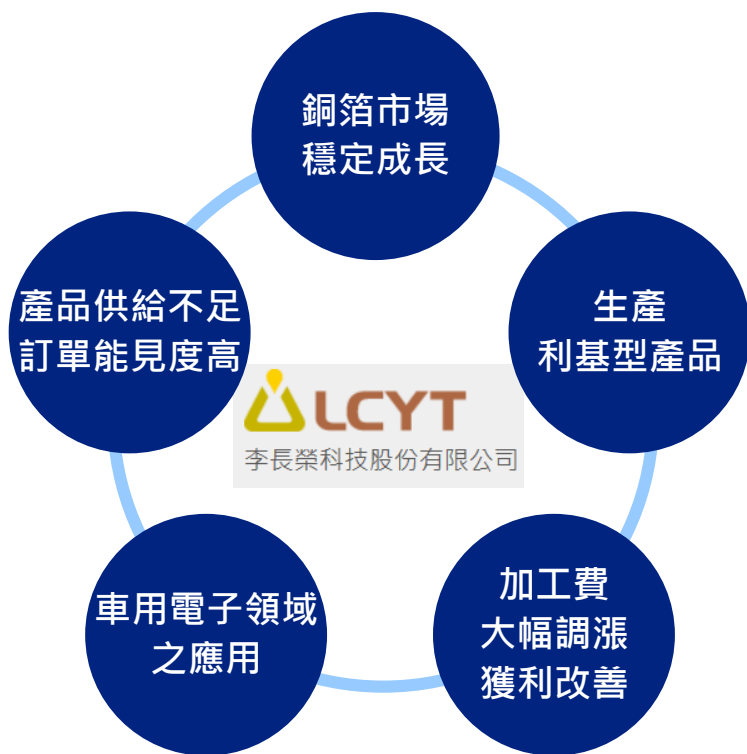 銅箔市場
穩定成長
生產
利基型產品
加工費
大幅調漲
獲利改善
車用電子領域
之應用
產品供給不足
訂單能見度高
LCYT
李長榮科技股份有限公司